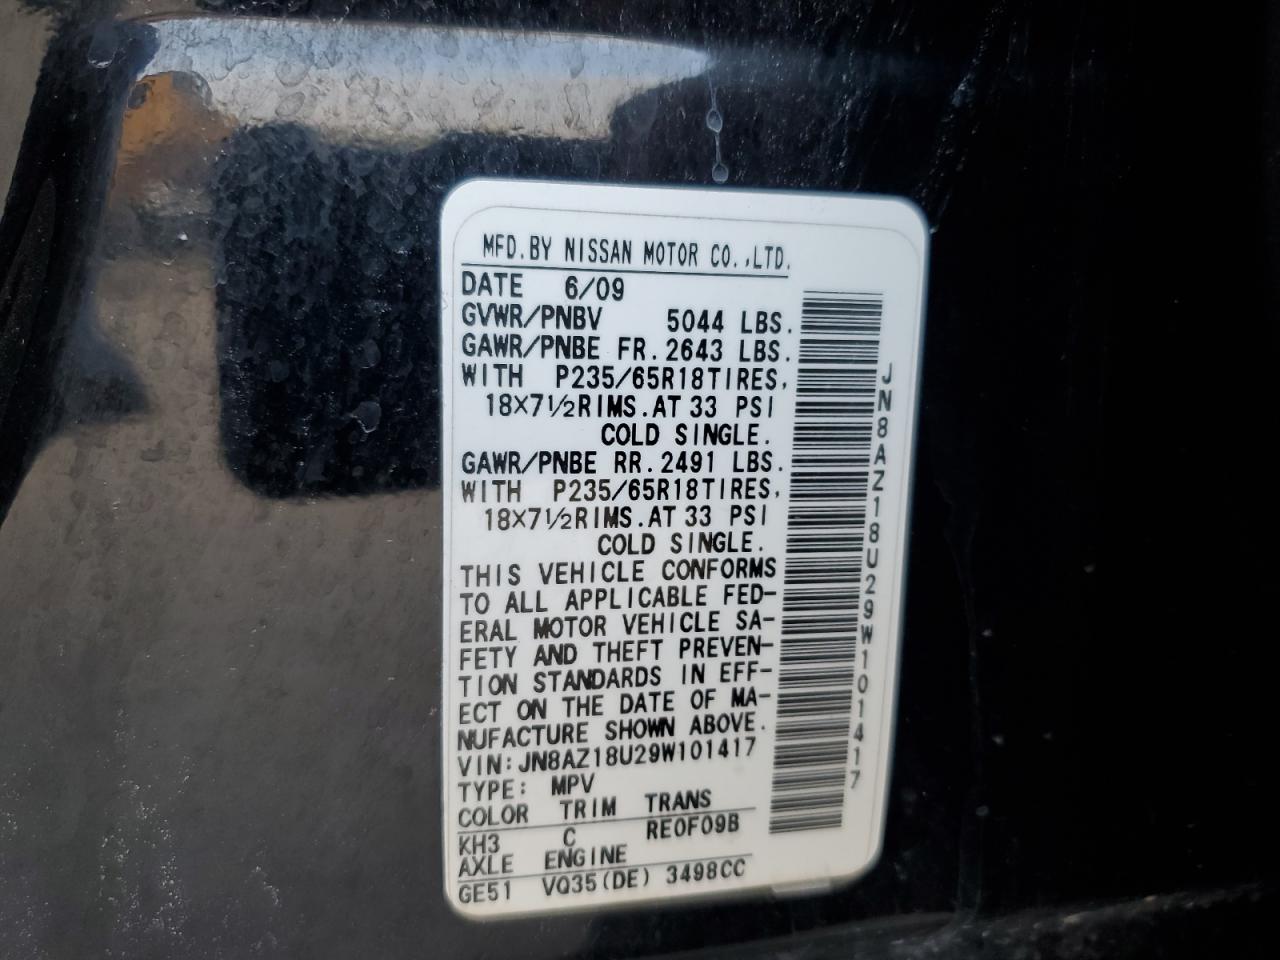 MFD.BY NISSAN MOTOR CO.,LTD.
DATE 6/09
GVWR/PNBV 5044 LBS.
GAWR/PNBE FR. 2643 LBS.
WITH P235/65R18TIRES,
18X7½RIMS.AT 33 PSI
COLD SINGLE.
GAWR/PNBE RR. 2491 LBS.
WITH P235/65R18TIRES,
18X7½RIMS.AT 33 PSI
COLD SINGLE.
THIS VEHICLE CONFORMS
TO ALL APPLICABLE FED-
ERAL MOTOR VEHICLE SA-
FETY AND THEFT PREVEN-
TION STANDARDS IN EFF-
ECT ON THE DATE OF MA-
NUFACTURE SHOWN ABOVE.
VIN:JN8AZ18U29W101417
TYPE: MPV
COLOR TRIM TRANS
KH3 C RE0F09B
AXLE ENGINE
GE51 VQ35(DE) 3498CC
JN8AZ18U29W101417